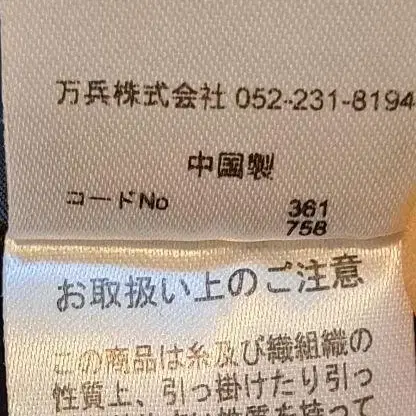 万兵株式会社 052-231-8194
中国製
コードNo 361
758
お取扱い上のご注意
この商品は糸及び織組織の
性質上、引っ掛けたり引っ